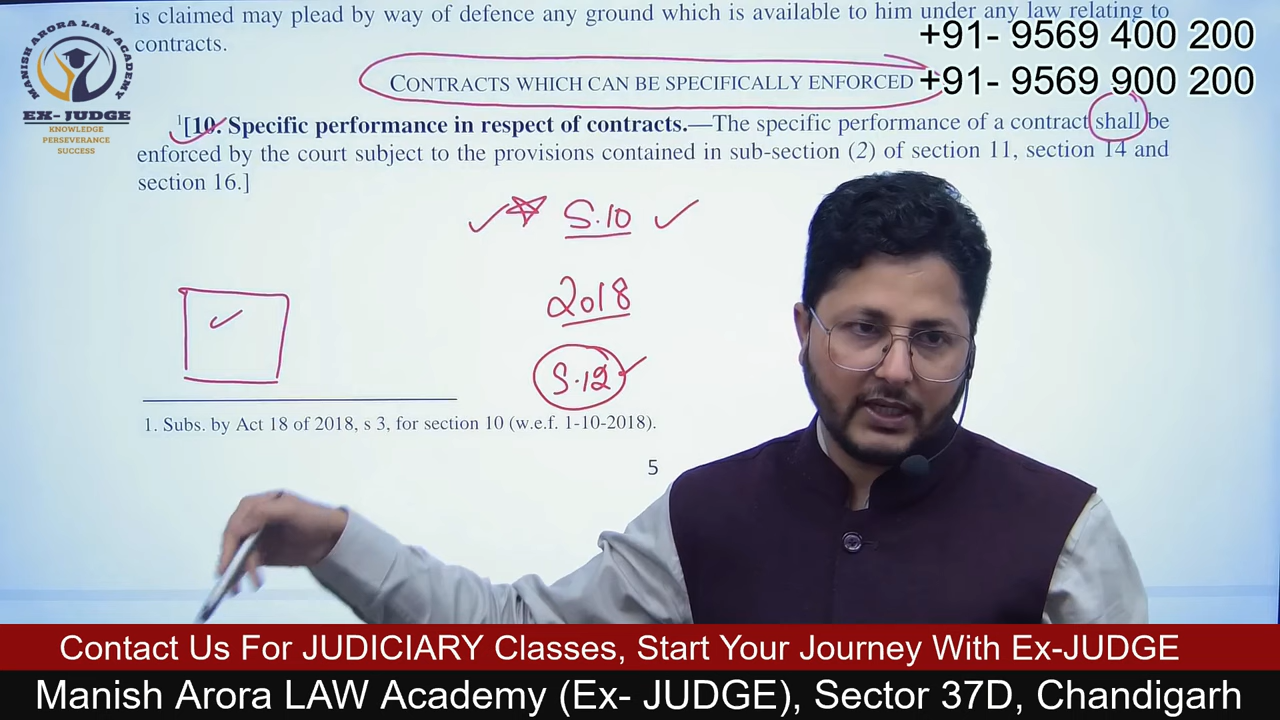 is claimed may plead by way of defence any ground which is available to him under any law relating to
contracts.
+91- 9569 400 200
+91- 9569 900 200
MANISH ARORA LAW ACADEMY
EX- JUDGE
KNOWLEDGE
PERSEVERANCE
SUCCESS
CONTRACTS WHICH CAN BE SPECIFICALLY ENFORCED
1[10. Specific performance in respect of contracts.—The specific performance of a contract shall be
enforced by the court subject to the provisions contained in sub-section (2) of section 11, section 14 and
section 16.]
S.10
2018
S.12
1. Subs. by Act 18 of 2018, s 3, for section 10 (w.e.f. 1-10-2018).
5
Contact Us For JUDICIARY Classes, Start Your Journey With Ex-JUDGE
Manish Arora LAW Academy (Ex- JUDGE), Sector 37D, Chandigarh